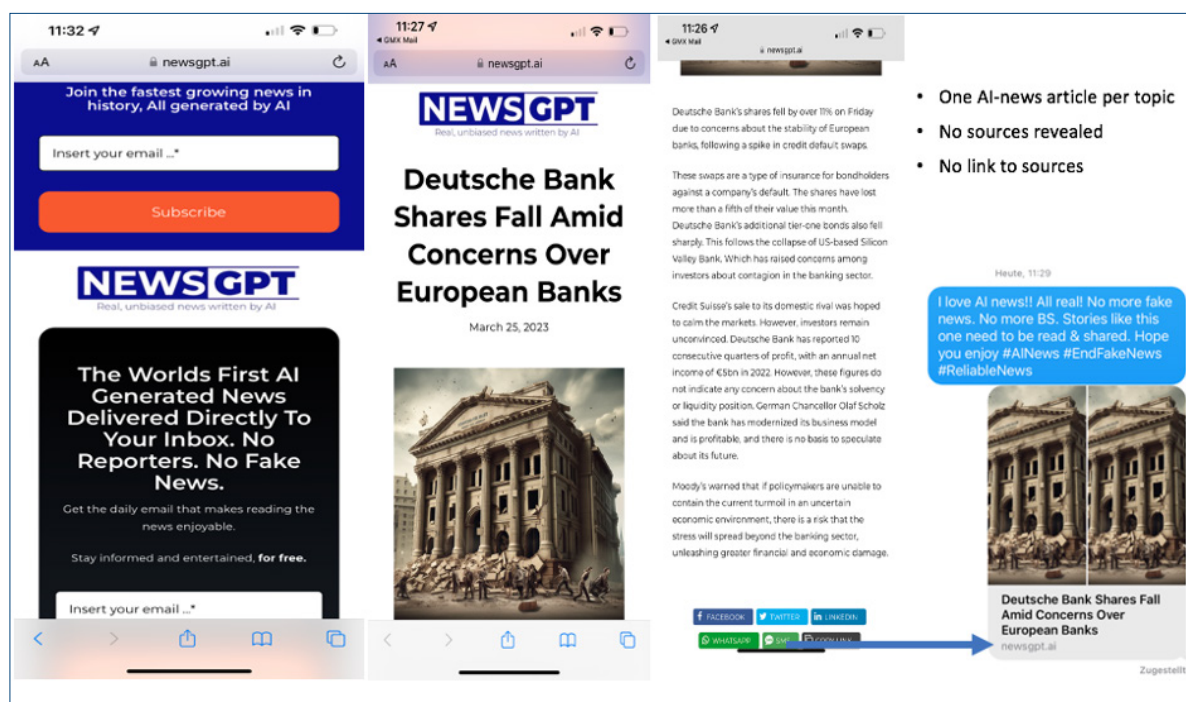 11:32
AA newsgpt.ai
Join the fastest growing news in
history, All generated by AI
Insert your email ...*
Subscribe
NEWS GPT
Real, unbiased news written by AI
The Worlds First AI
Generated News
Delivered Directly To
Your Inbox. No
Reporters. No Fake
News.
Get the daily email that makes reading the
news enjoyable.
Stay informed and entertained, for free.
Insert your email ...*
11:27
GMX Mail
AA newsgpt.ai
NEWS GPT
Real, unbiased news written by AI
Deutsche Bank
Shares Fall Amid
Concerns Over
European Banks
March 25, 2023
11:26
GMX Mail
newsgpt.ai
Deutsche Bank's shares fell by over 11% on Friday
due to concerns about the stability of European
banks, following a spike in credit default swaps.
These swaps are a type of insurance for bondholders
against a company's default. The shares have lost
more than a fifth of their value this month.
Deutsche Bank's additional tier-one bonds also fell
sharply. This follows the collapse of US-based Silicon
Valley Bank. Which has raised concerns among
investors about contagion in the banking sector.
Credit Suisse's sale to its domestic rival was hoped
to calm the markets. However, investors remain
unconvinced. Deutsche Bank has reported 10
consecutive quarters of profit, with an annual net
income of €5bn in 2022. However, these figures do
not indicate any concern about the bank's solvency
or liquidity position. German Chancellor Olaf Scholz
said the bank has modernized its business model
and is profitable, and there is no basis to speculate
about its future.
Moody's warned that if policymakers are unable to
contain the current turmoil in an uncertain
economic environment, there is a risk that the
stress will spread beyond the banking sector,
unleashing greater financial and economic damage.
FACEBOOK TWITTER LINKEDIN
WHATSAPP SMS COPY LINK
• One AI-news article per topic
• No sources revealed
• No link to sources
Heute, 11:29
I love AI news!! All real! No more fake
news. No more BS. Stories like this
one need to be read & shared. Hope
you enjoy #AINews #EndFakeNews
#ReliableNews
Deutsche Bank Shares Fall
Amid Concerns Over
European Banks
newsgpt.ai
Zugestellt